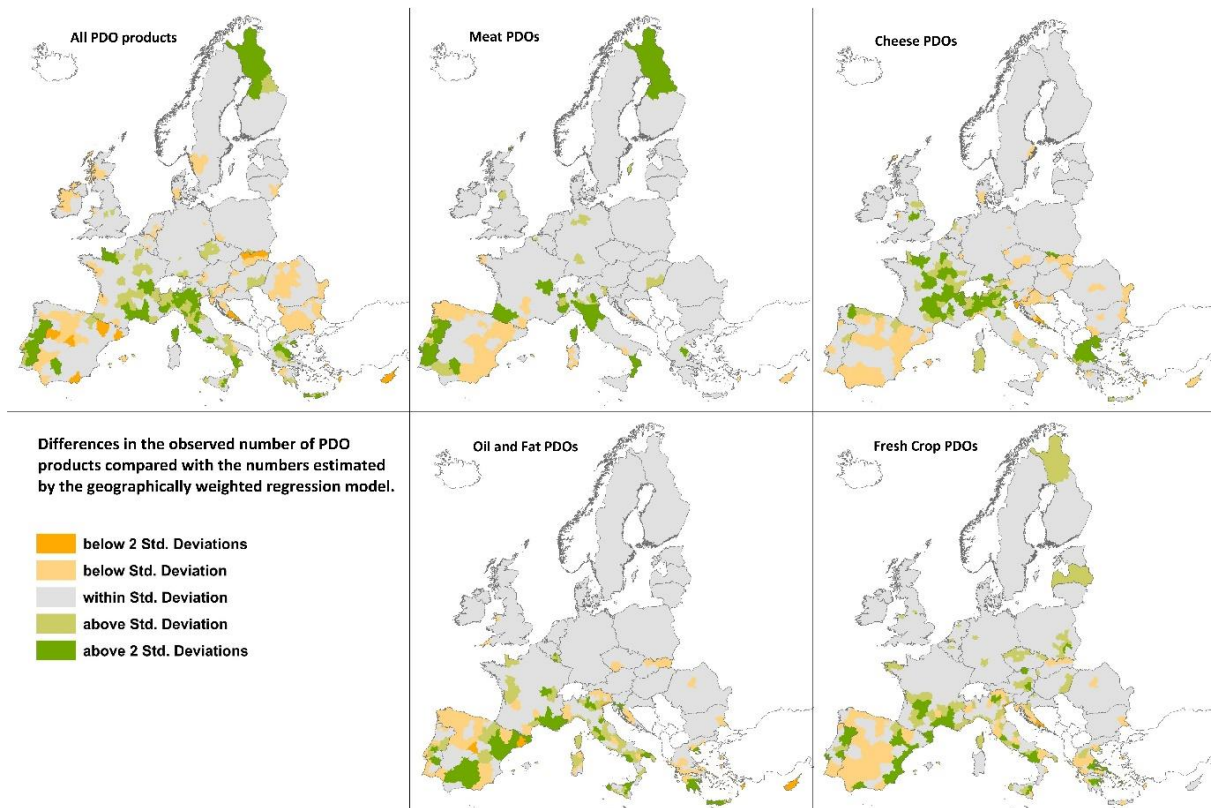 All PDO products
Meat PDOs
Cheese PDOs
Differences in the observed number of PDO
products compared with the numbers estimated
by the geographically weighted regression model.
below 2 Std. Deviations
below Std. Deviation
within Std. Deviation
above Std. Deviation
above 2 Std. Deviations
Oil and Fat PDOs
Fresh Crop PDOs